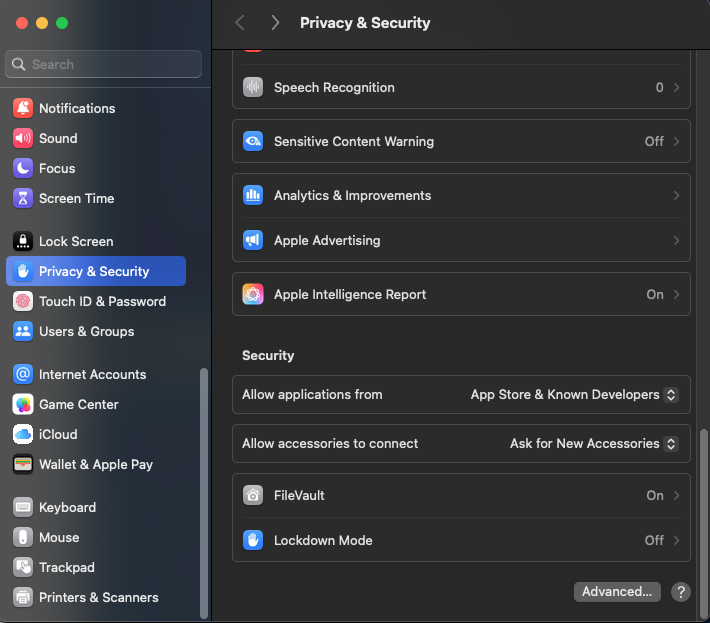 Privacy & Security
Search
Notifications
Sound
Focus
Screen Time
Lock Screen
Privacy & Security
Touch ID & Password
Users & Groups
Internet Accounts
Game Center
iCloud
Wallet & Apple Pay
Keyboard
Mouse
Trackpad
Printers & Scanners
Speech Recognition 0
Sensitive Content Warning Off
Analytics & Improvements
Apple Advertising
Apple Intelligence Report On
Security
Allow applications from App Store & Known Developers
Allow accessories to connect Ask for New Accessories
FileVault On
Lockdown Mode Off
Advanced... ?